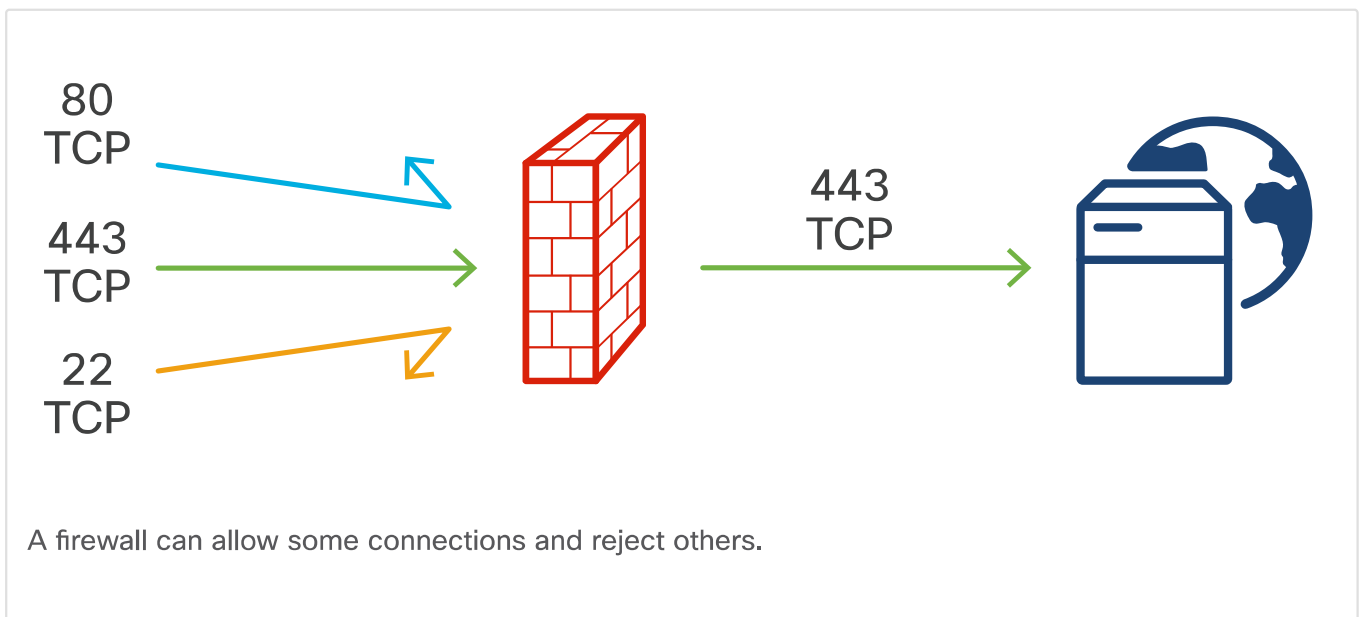 80
TCP
443
TCP
22
TCP
443
TCP
A firewall can allow some connections and reject others.